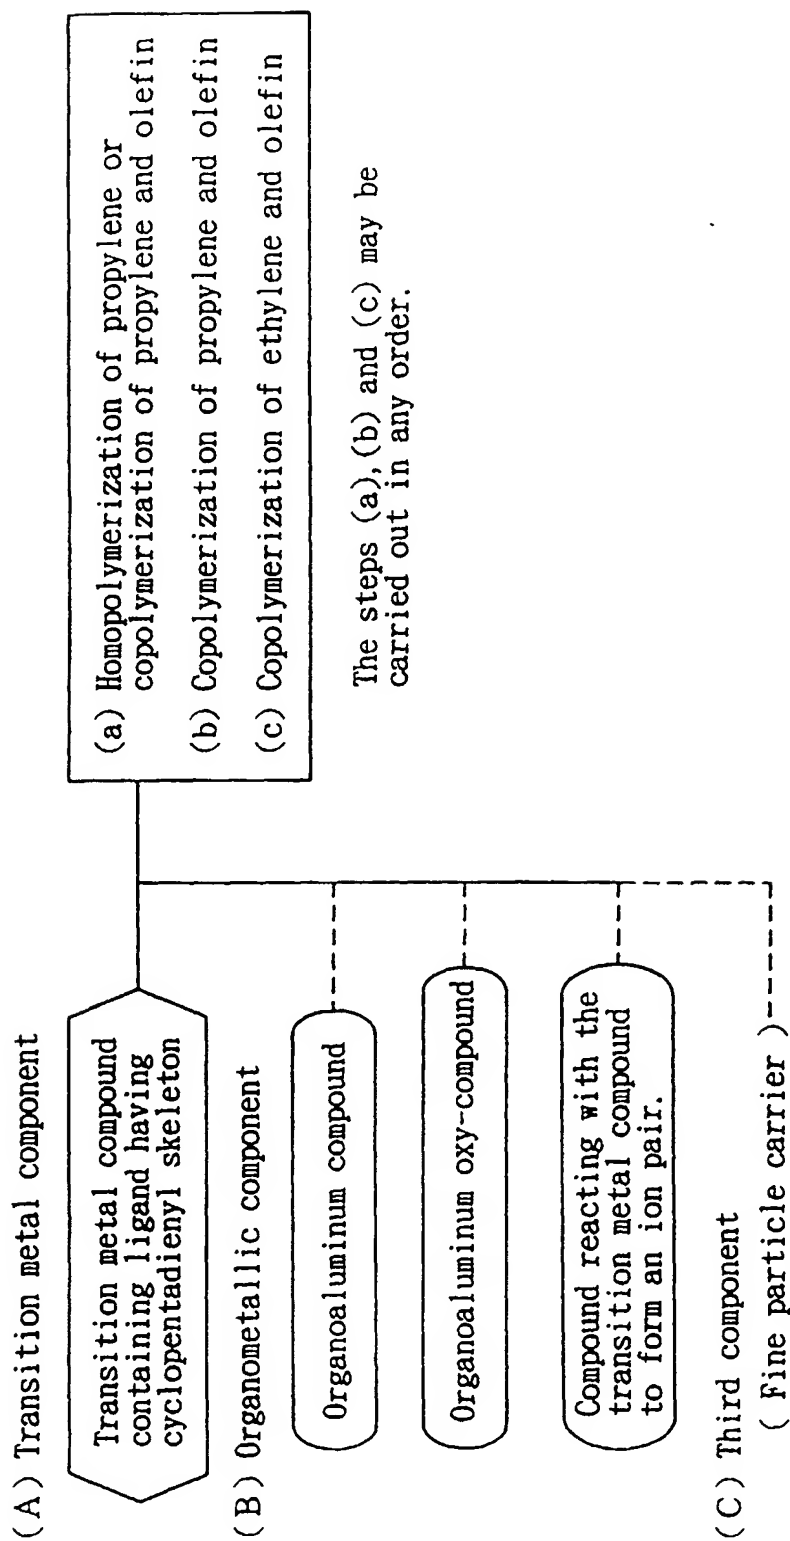 (A) Transition metal component
Transition metal compound
containing ligand having
cyclopentadienyl skeleton
(B) Organometallic component
Organoaluminum compound
Organoaluminum oxy-compound
Compound reacting with the
transition metal compound
to form an ion pair.
(C) Third component
( Fine particle carrier )
(a) Homopolymerization of propylene or
copolymerization of propylene and olefin
(b) Copolymerization of propylene and olefin
(c) Copolymerization of ethylene and olefin
The steps (a),(b) and (c) may be
carried out in any order.